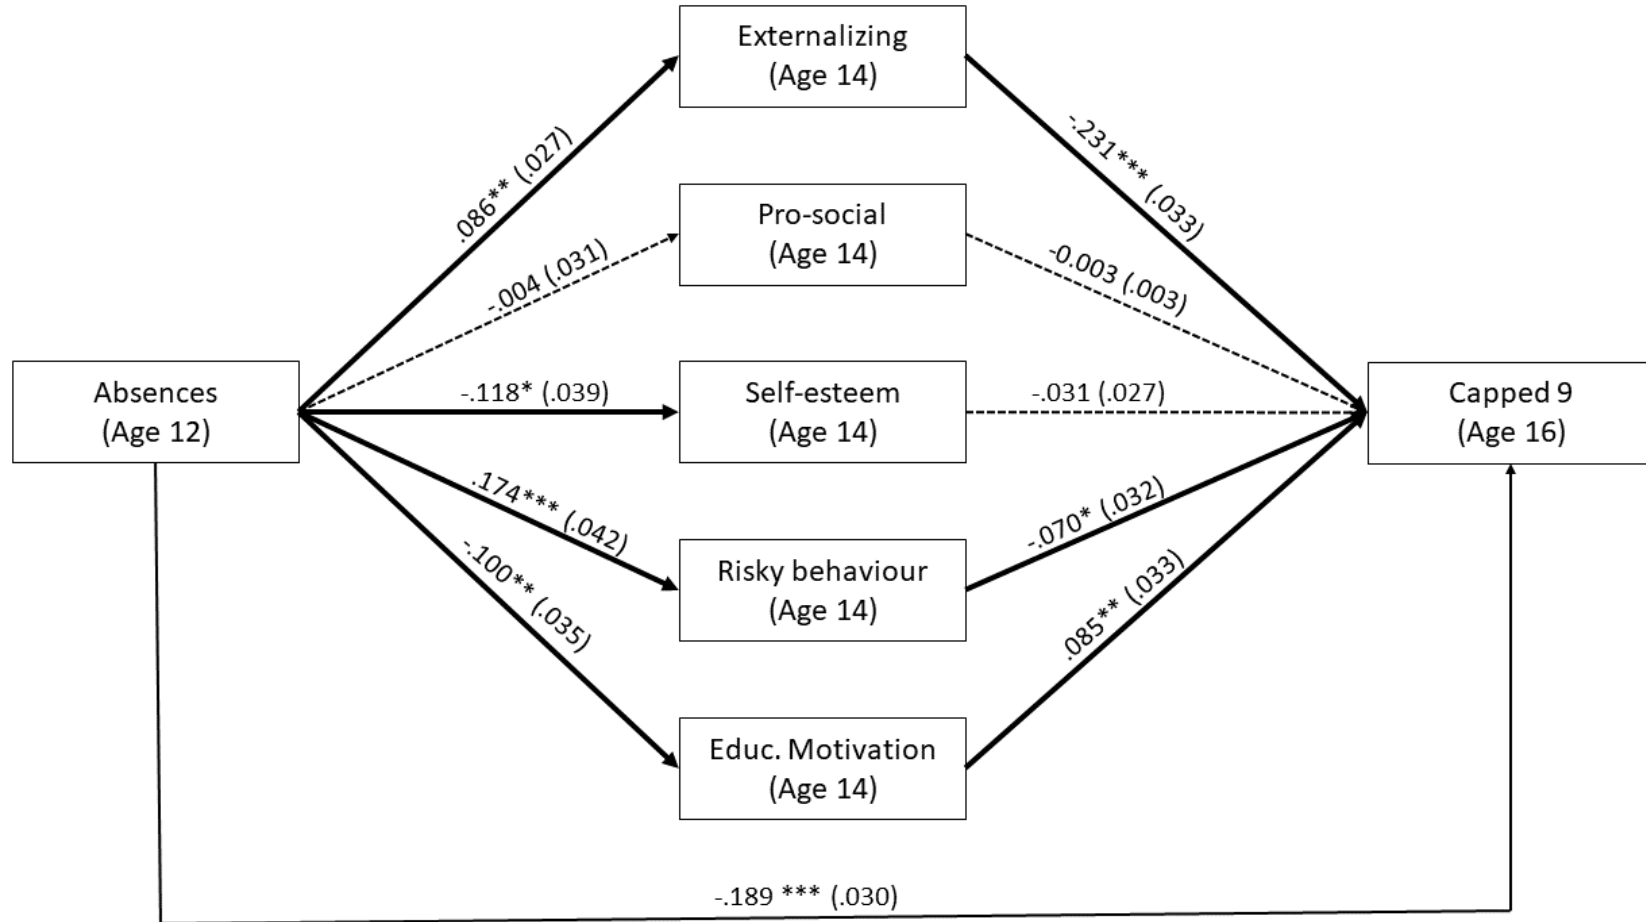 Externalizing
(Age 14)
.086** (.027)
-.231*** (.033)
Pro-social
(Age 14)
-.004 (.031)
-0.003 (.003)
Absences
(Age 12)
-.118* (.039)
Self-esteem
(Age 14)
-.031 (.027)
Capped 9
(Age 16)
.174*** (.042)
-.070* (.032)
Risky behaviour
(Age 14)
-.100** (.035)
.085** (.033)
Educ. Motivation
(Age 14)
-.189 *** (.030)